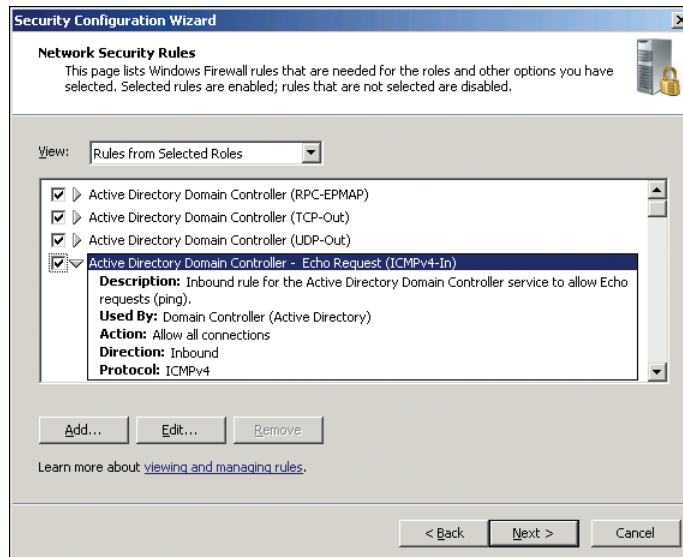 Security Configuration Wizard
Network Security Rules
This page lists Windows Firewall rules that are needed for the roles and other options you have
selected. Selected rules are enabled; rules that are not selected are disabled.
View: Rules from Selected Roles
Active Directory Domain Controller (RPC-EPMAP)
Active Directory Domain Controller (TCP-Out)
Active Directory Domain Controller (UDP-Out)
Active Directory Domain Controller - Echo Request (ICMPv4-In)
Description: Inbound rule for the Active Directory Domain Controller service to allow Echo
requests (ping).
Used By: Domain Controller (Active Directory)
Action: Allow all connections
Direction: Inbound
Protocol: ICMPv4
Add... Edit... Remove
Learn more about viewing and managing rules.
< Back Next > Cancel